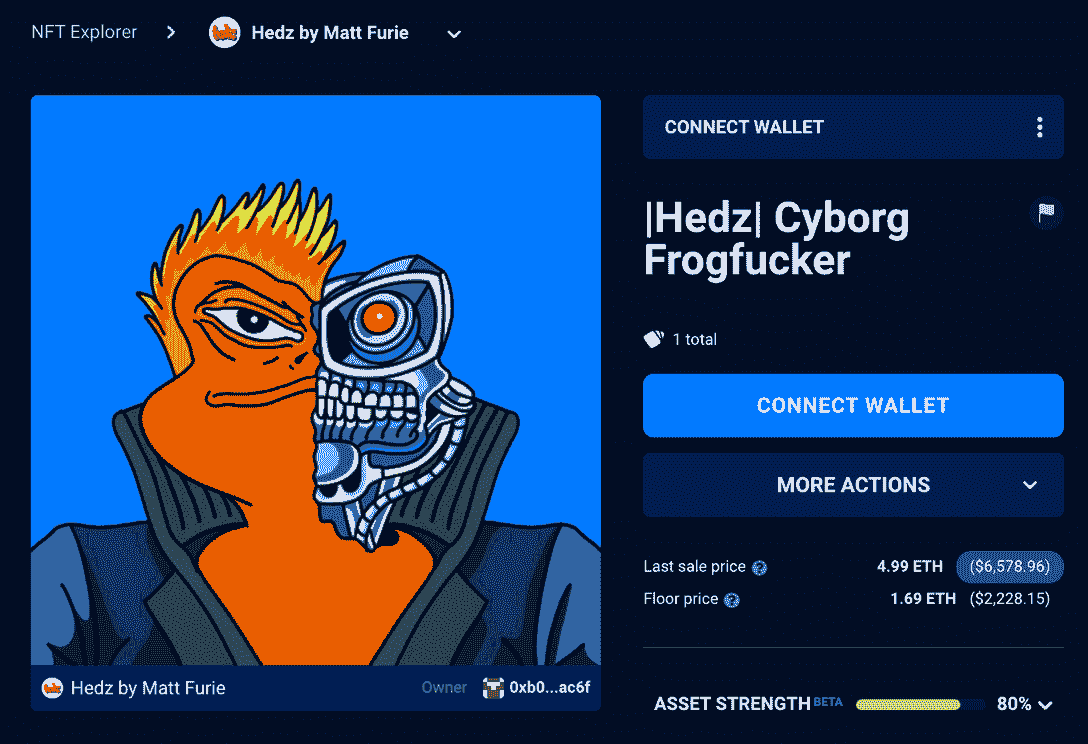 NFT Explorer > Hedz by Matt Furie
CONNECT WALLET
|Hedz| Cyborg
Frogfucker
1 total
CONNECT WALLET
MORE ACTIONS
Last sale price ? 4.99 ETH ($6,578.96)
Floor price ? 1.69 ETH ($2,228.15)
Hedz by Matt Furie Owner 0xb0...ac6f
ASSET STRENGTH BETA 80%